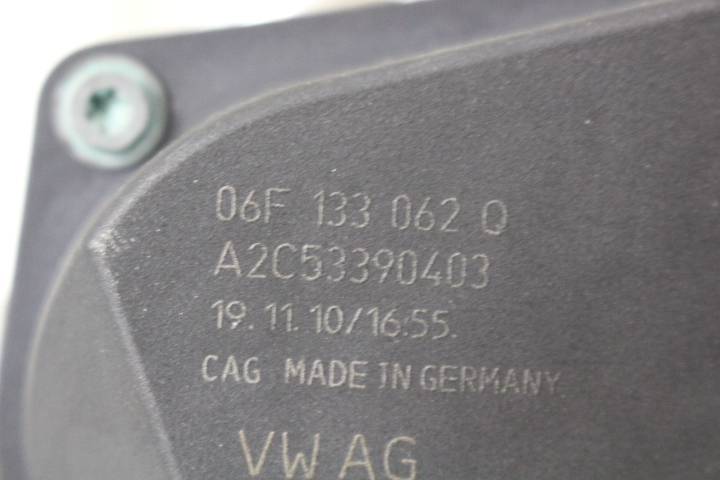 06F 133 062 Q
A2C53390403
19.11.10/16:55.
CAG MADE IN GERMANY
VW AG